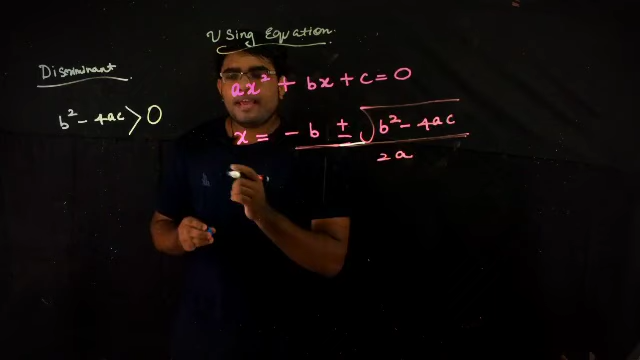 Using Equation
Discriminant
ax² + bx + c = 0
b² - 4ac > 0
x = - b ± √b² - 4ac
2a